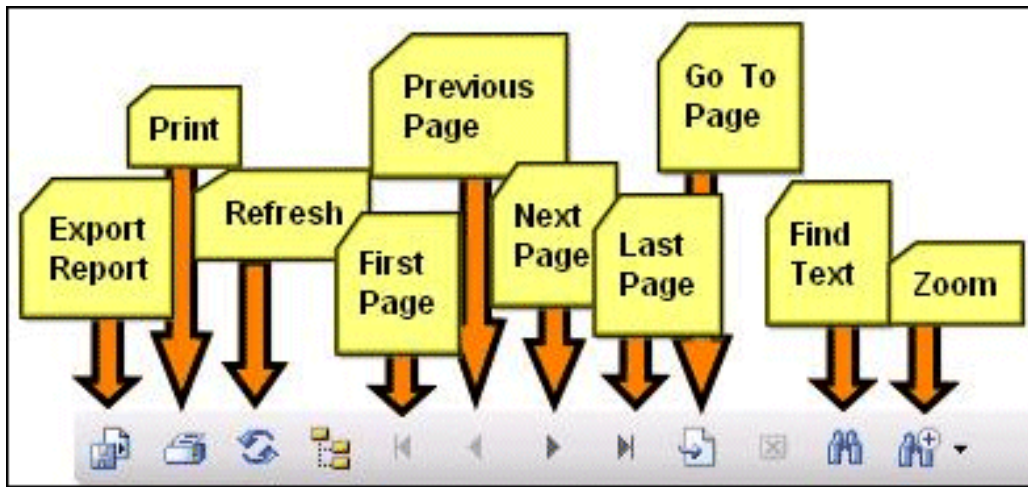 Export
Report
Print
Refresh
First
Page
Previous
Page
Next
Page
Last
Page
Go To
Page
Find
Text
Zoom